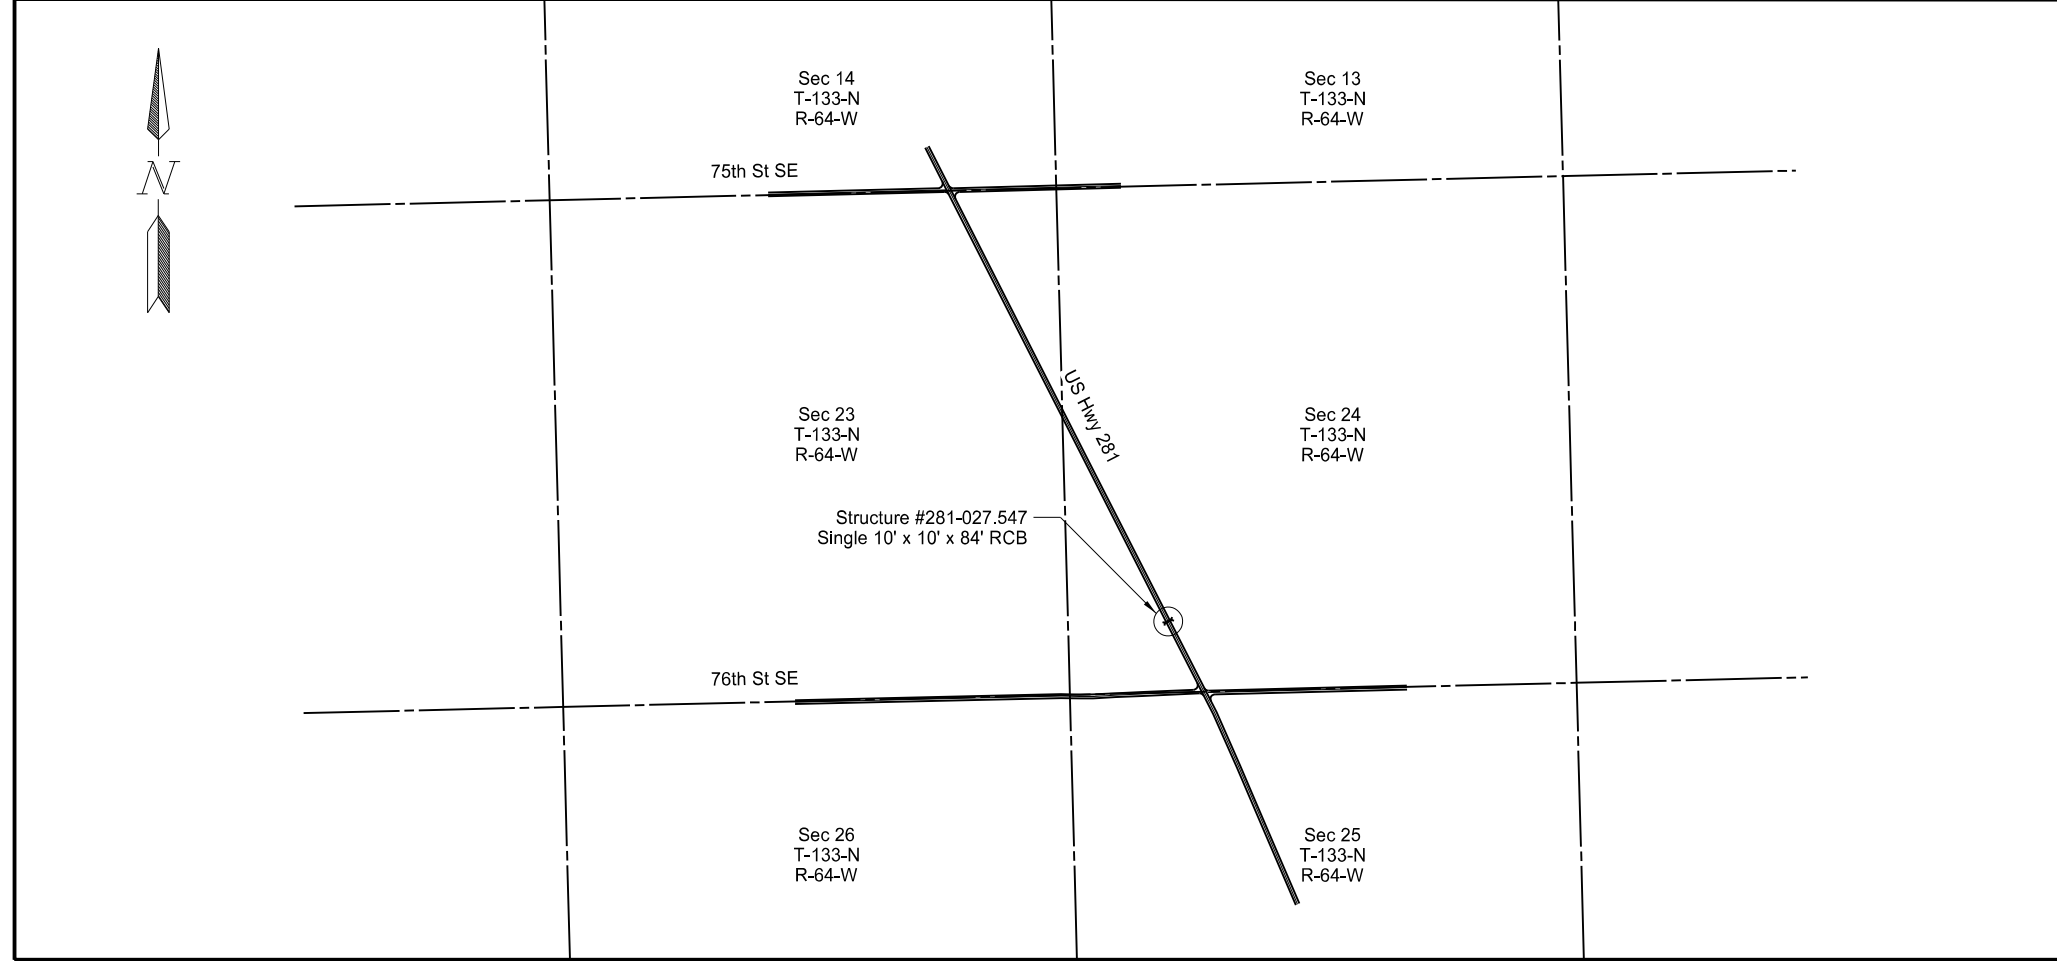 Sec 14
T-133-N
R-64-W
Sec 13
T-133-N
R-64-W
N
75th St SE
US Hwy 281
Sec 23
T-133-N
R-64-W
Sec 24
T-133-N
R-64-W
Structure #281-027.547
Single 10' x 10' x 84' RCB
76th St SE
Sec 26
T-133-N
R-64-W
Sec 25
T-133-N
R-64-W